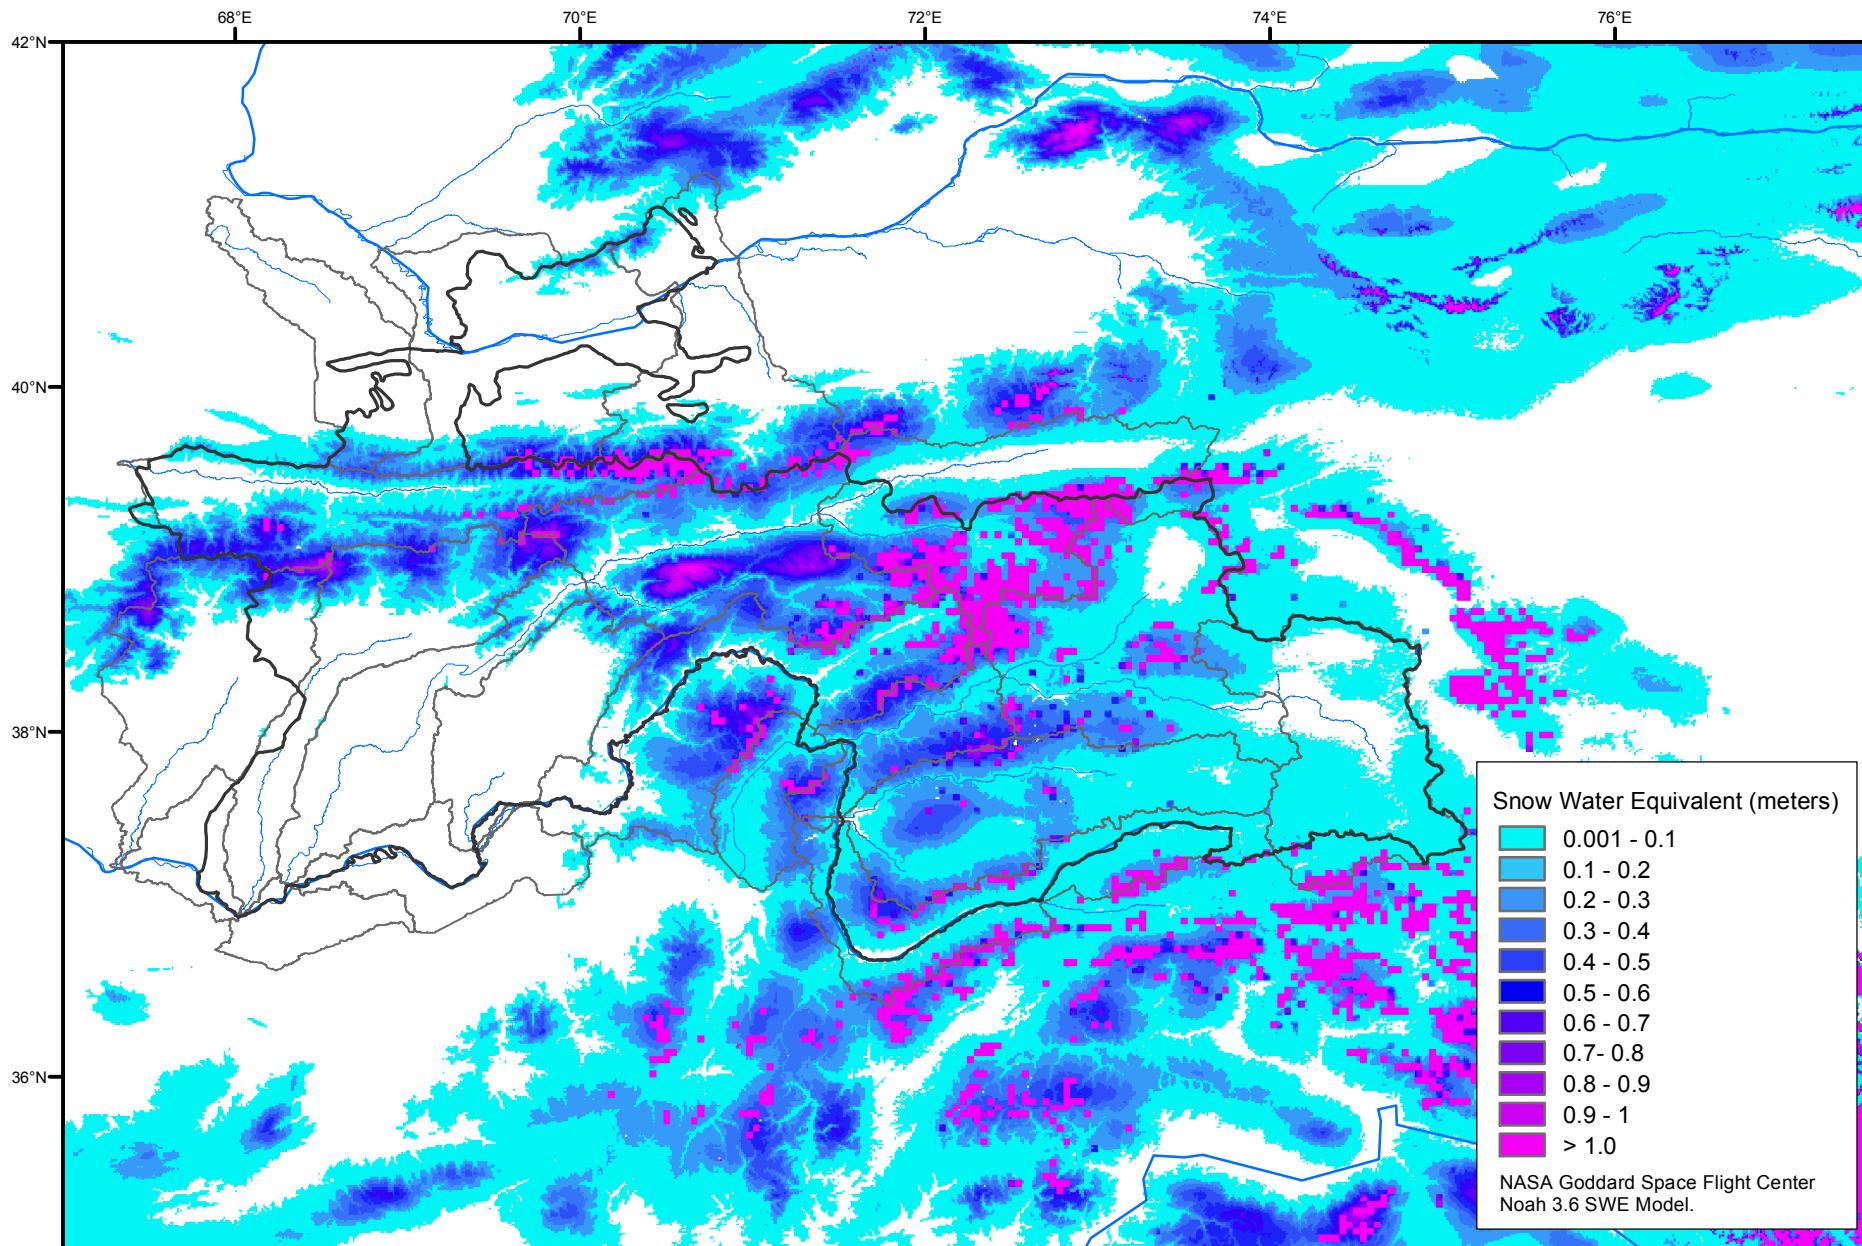 68°E 70°E 72°E 74°E 76°E
42°N
40°N
38°N
36°N
Snow Water Equivalent (meters)
0.001 - 0.1
0.1 - 0.2
0.2 - 0.3
0.3 - 0.4
0.4 - 0.5
0.5 - 0.6
0.6 - 0.7
0.7- 0.8
0.8 - 0.9
0.9 - 1
> 1.0
NASA Goddard Space Flight Center
Noah 3.6 SWE Model.